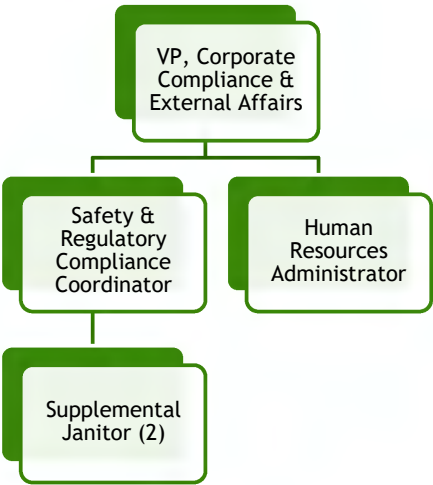 VP, Corporate
Compliance &
External Affairs
Safety &
Regulatory
Compliance
Coordinator
Human
Resources
Administrator
Supplemental
Janitor (2)